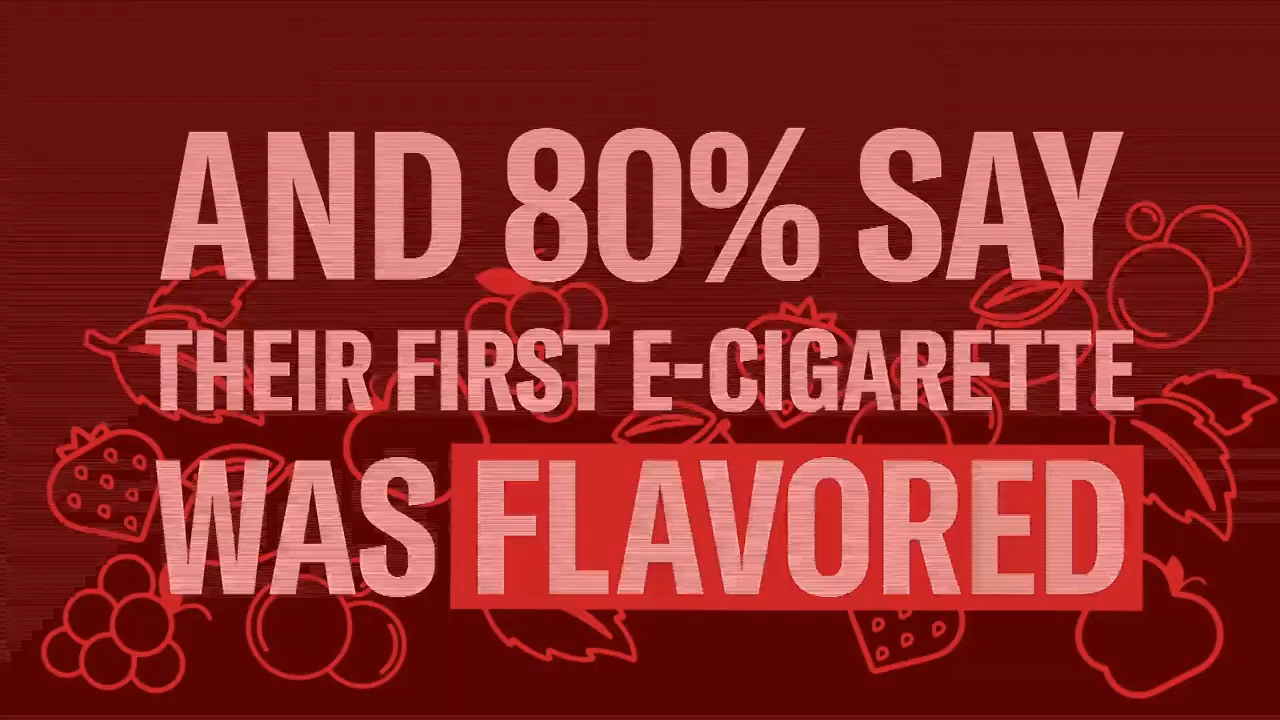 AND 80% SAY
THEIR FIRST E-CIGARETTE
WAS FLAVORED